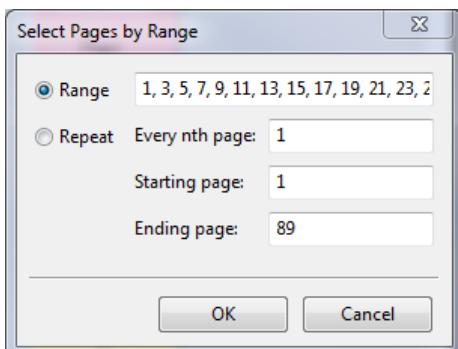 Select Pages by Range
Range 1, 3, 5, 7, 9, 11, 13, 15, 17, 19, 21, 23, 2
Repeat Every nth page: 1
Starting page: 1
Ending page: 89
OK Cancel